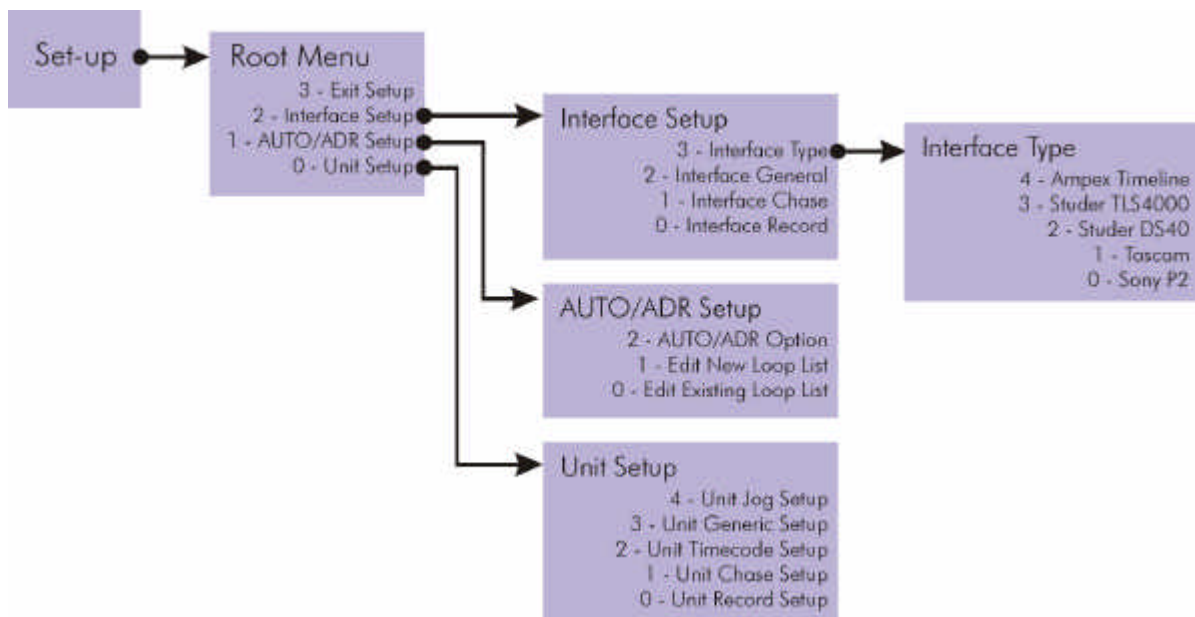 Set-up
Root Menu
3 - Exit Setup
2 - Interface Setup
1 - AUTO/ADR Setup
0 - Unit Setup
Interface Setup
3 - Interface Type
2 - Interface General
1 - Interface Chase
0 - Interface Record
Interface Type
4 - Ampex Timeline
3 - Studer TLS4000
2 - Studer DS40
1 - Tascam
0 - Sony P2
AUTO/ADR Setup
2 - AUTO/ADR Option
1 - Edit New Loop List
0 - Edit Existing Loop List
Unit Setup
4 - Unit Jog Setup
3 - Unit Generic Setup
2 - Unit Timecode Setup
1 - Unit Chase Setup
0 - Unit Record Setup